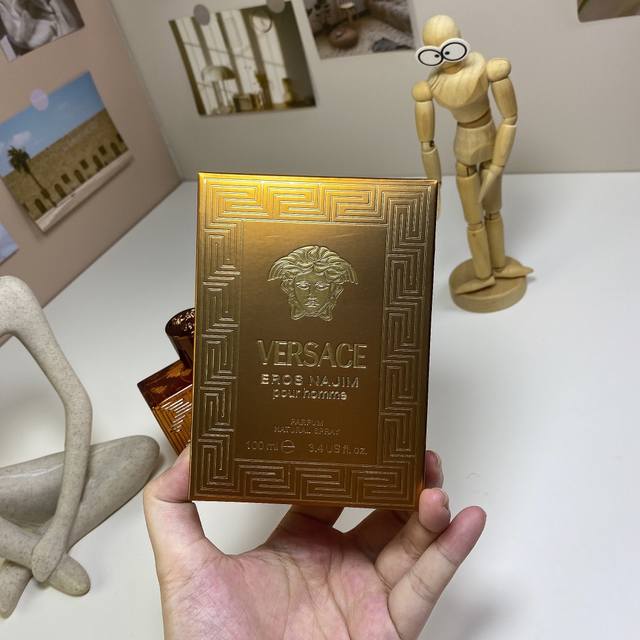 VERSACE
EROS NAJIM
pour homme
PARFUM
NATURAL SPRAY
100 ml ℮ 3.4 US fl. oz.